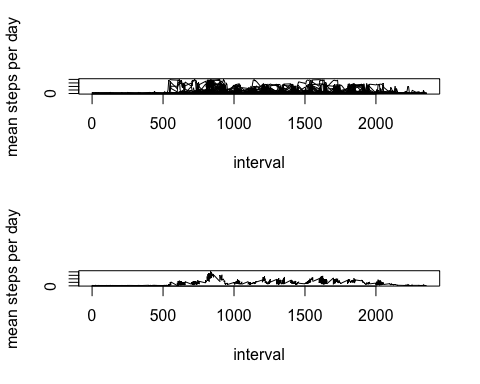 mean steps per day
0
0 500 1000 1500 2000
interval
mean steps per day
0
0 500 1000 1500 2000
interval